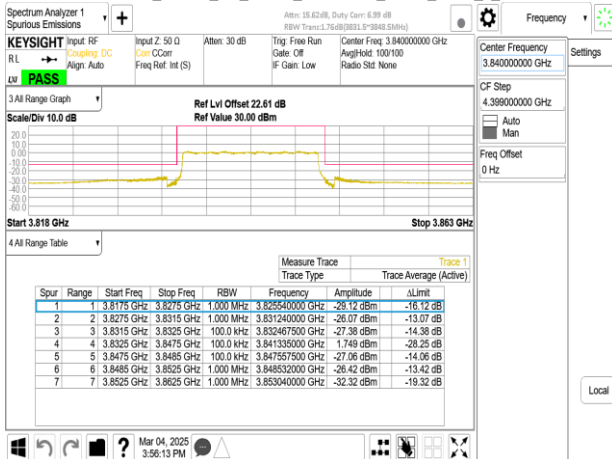 Spectrum Analyzer 1
Spurious Emissions
Attn: 15.62dB, Duty Corr: 6.99 dB
RBW Trans:1.76dB(3831.5~3848.5MHz)
Frequency
KEYSIGHT
Input: RF
Coupling: DC
Align: Auto
Input Z: 50 Ω
Corr CCorr
Freq Ref: Int (S)
Atten: 30 dB
Trig: Free Run
Gate: Off
IF Gain: Low
Center Freq: 3.840000000 GHz
Avg|Hold: 100/100
Radio Std: None
RL
LXI
PASS
Center Frequency
3.840000000 GHz
Settings
CF Step
4.399000000 GHz
Auto
Man
Freq Offset
0 Hz
3 All Range Graph
Scale/Div 10.0 dB
Ref Lvl Offset 22.61 dB
Ref Value 30.00 dBm
20.0
10.0
0.00
-10.0
-20.0
-30.0
-40.0
-50.0
-60.0
Start 3.818 GHz
Stop 3.863 GHz
4 All Range Table
Measure Trace Trace 1
Trace Type Trace Average (Active)
Spur Range Start Freq Stop Freq RBW Frequency Amplitude ΔLimit
1 1 3.8175 GHz 3.8275 GHz 1.000 MHz 3.825540000 GHz -29.12 dBm -16.12 dB
2 2 3.8275 GHz 3.8315 GHz 1.000 MHz 3.831240000 GHz -26.07 dBm -13.07 dB
3 3 3.8315 GHz 3.8325 GHz 100.0 kHz 3.832467500 GHz -27.38 dBm -14.38 dB
4 4 3.8325 GHz 3.8475 GHz 100.0 kHz 3.841335000 GHz 1.749 dBm -28.25 dB
5 5 3.8475 GHz 3.8485 GHz 100.0 kHz 3.847557500 GHz -27.06 dBm -14.06 dB
6 6 3.8485 GHz 3.8525 GHz 1.000 MHz 3.848532000 GHz -26.42 dBm -13.42 dB
7 7 3.8525 GHz 3.8625 GHz 1.000 MHz 3.853040000 GHz -32.32 dBm -19.32 dB
Local
?
Mar 04, 2025
3:56:13 PM